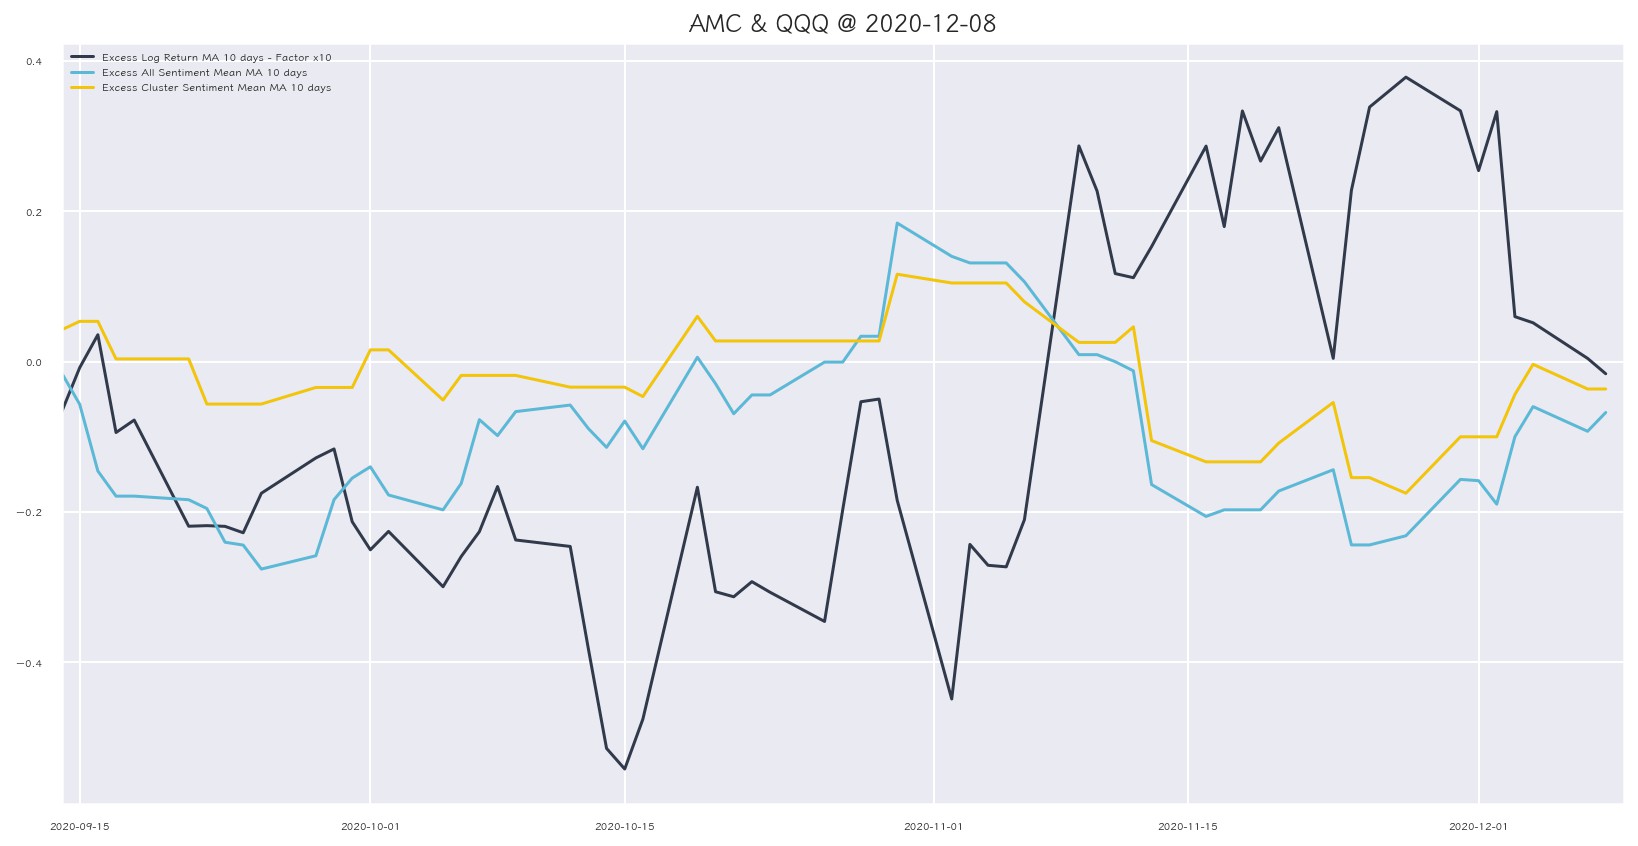 AMC & QQQ @ 2020-12-08
Excess Log Return MA 10 days - Factor x10
Excess All Sentiment Mean MA 10 days
Excess Cluster Sentiment Mean MA 10 days
0.4
0.2
0.0
−0.2
−0.4
2020-09-15 2020-10-01 2020-10-15 2020-11-01 2020-11-15 2020-12-01